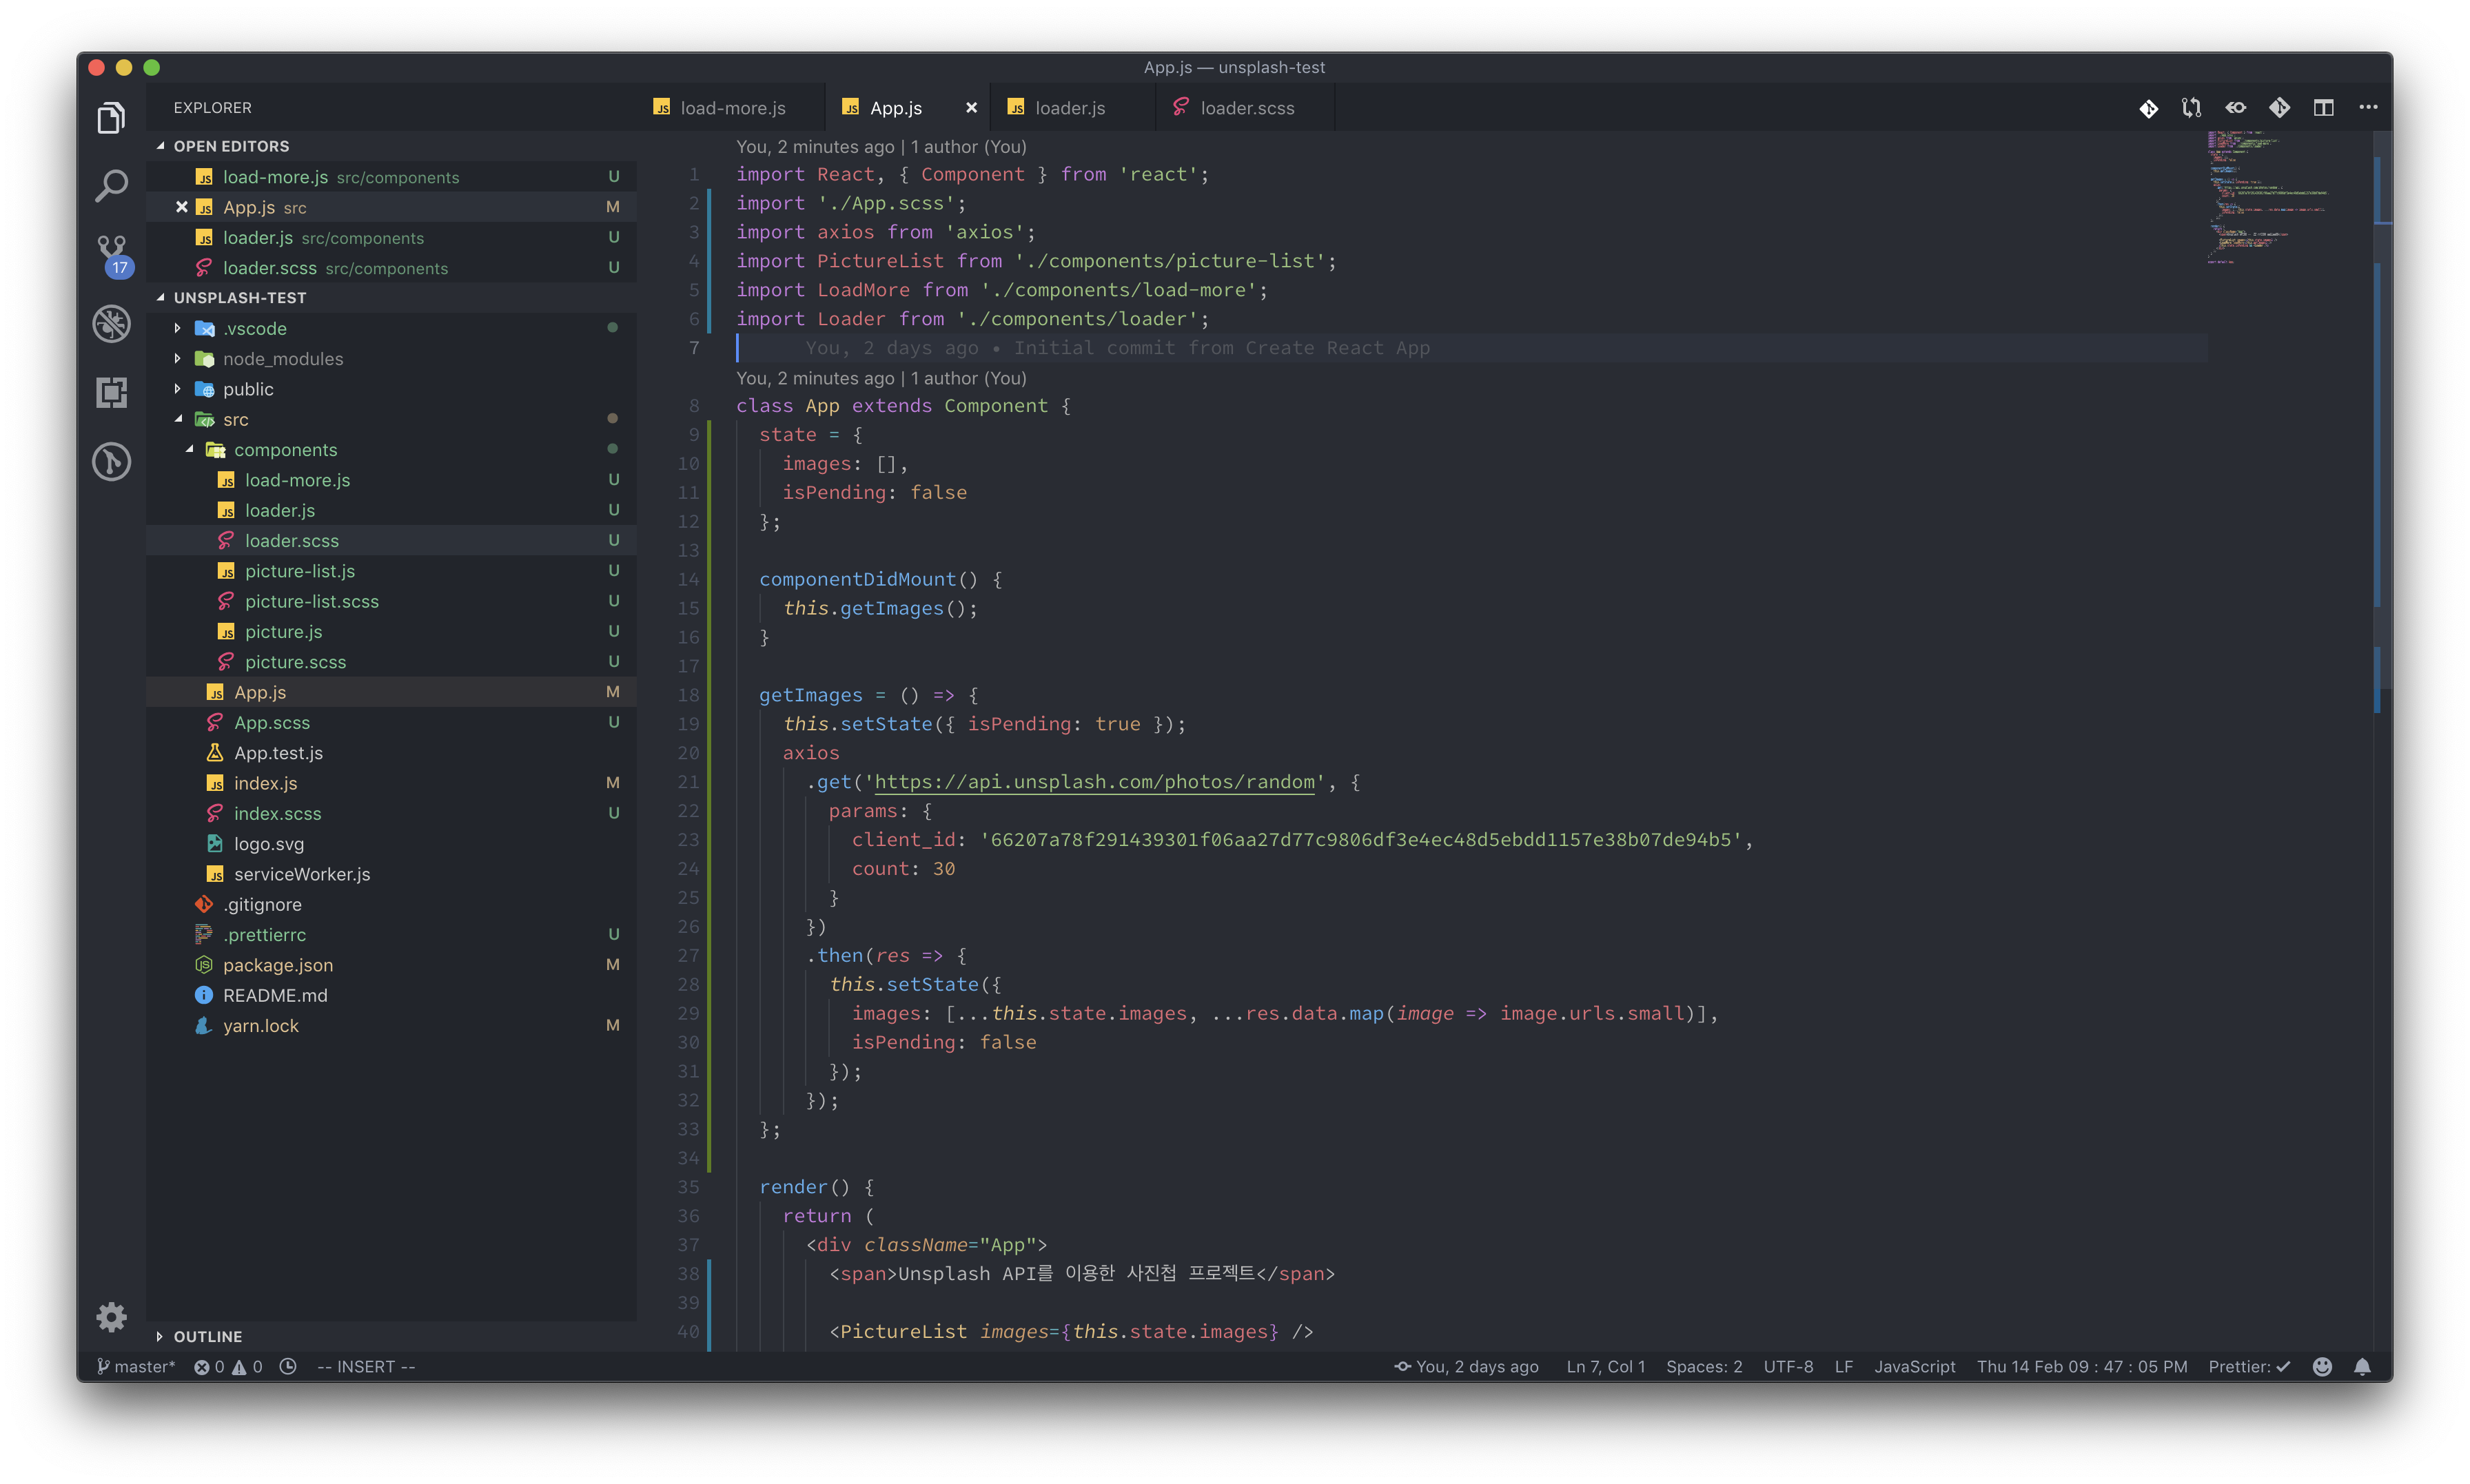 App.js — unsplash-test
EXPLORER
OPEN EDITORS
load-more.js src/components U
App.js src M
loader.js src/components U
loader.scss src/components U
17
UNSPLASH-TEST
.vscode
node_modules
public
src
components
load-more.js U
loader.js U
loader.scss U
picture-list.js U
picture-list.scss U
picture.js U
picture.scss U
App.js M
App.scss U
App.test.js
index.js M
index.scss U
logo.svg
serviceWorker.js
.gitignore
.prettierrc U
package.json M
README.md
yarn.lock M
OUTLINE
load-more.js App.js loader.js loader.scss
You, 2 minutes ago | 1 author (You)
1 import React, { Component } from 'react';
2 import './App.scss';
3 import axios from 'axios';
4 import PictureList from './components/picture-list';
5 import LoadMore from './components/load-more';
6 import Loader from './components/loader';
7 You, 2 days ago • Initial commit from Create React App
You, 2 minutes ago | 1 author (You)
8 class App extends Component {
9 state = {
10 images: [],
11 isPending: false
12 };
13
14 componentDidMount() {
15 this.getImages();
16 }
17
18 getImages = () => {
19 this.setState({ isPending: true });
20 axios
21 .get('https://api.unsplash.com/photos/random', {
22 params: {
23 client_id: '66207a78f291439301f06aa27d77c9806df3e4ec48d5ebdd1157e38b07de94b5',
24 count: 30
25 }
26 })
27 .then(res => {
28 this.setState({
29 images: [...this.state.images, ...res.data.map(image => image.urls.small)],
30 isPending: false
31 });
32 });
33 };
34
35 render() {
36 return (
37 <div className="App">
38 <span>Unsplash API를 이용한 사진첩 프로젝트</span>
39
40 <PictureList images={this.state.images} />
master* 0 0 -- INSERT -- You, 2 days ago Ln 7, Col 1 Spaces: 2 UTF-8 LF JavaScript Thu 14 Feb 09 : 47 : 05 PM Prettier: ✓